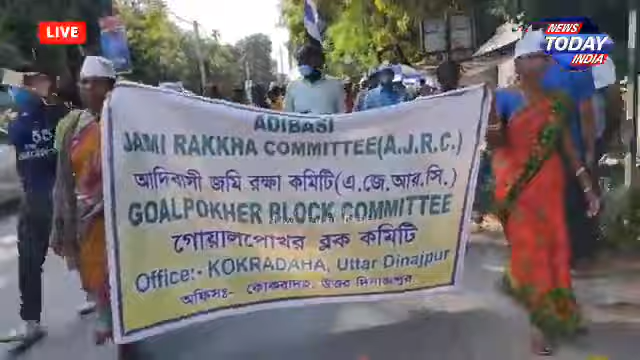 LIVE
NEWS
TODAY
INDIA
ADIBASI
JAMI RAKKHA COMMITTEE(A.J.R.C.)
আদিবাসী জমি রক্ষা কমিটি(এ.জে.আর.সি.)
GOALPOKHER BLOCK COMMITTEE
গোয়ালপোখর ব্লক কমিটি
Office:- KOKRADAHA, Uttar Dinajpur
অফিসঃ- কোকরাদহ, উত্তর দিনাজপুর